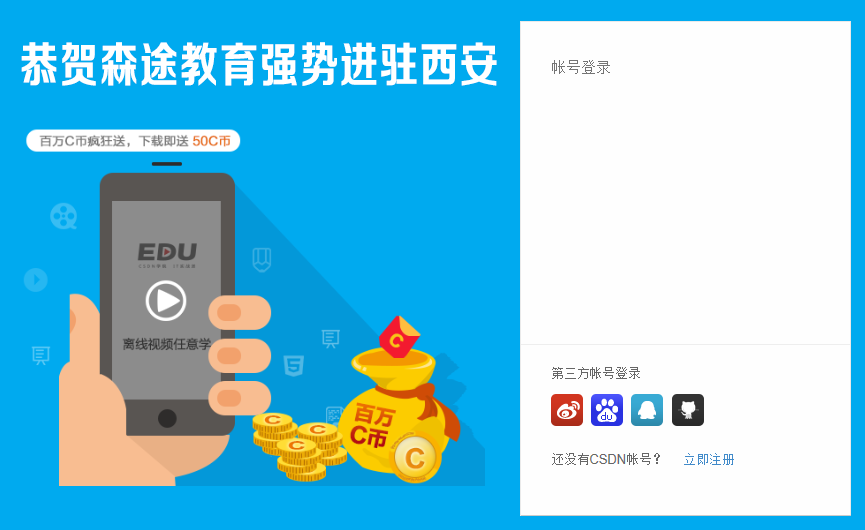 恭贺森途教育强势进驻西安
百万C币疯狂送，下载即送 50C币
EDU
离线视频任意学
百万
C币
C
C
C
C
C
帐号登录
第三方帐号登录
du
还没有CSDN帐号？ 立即注册